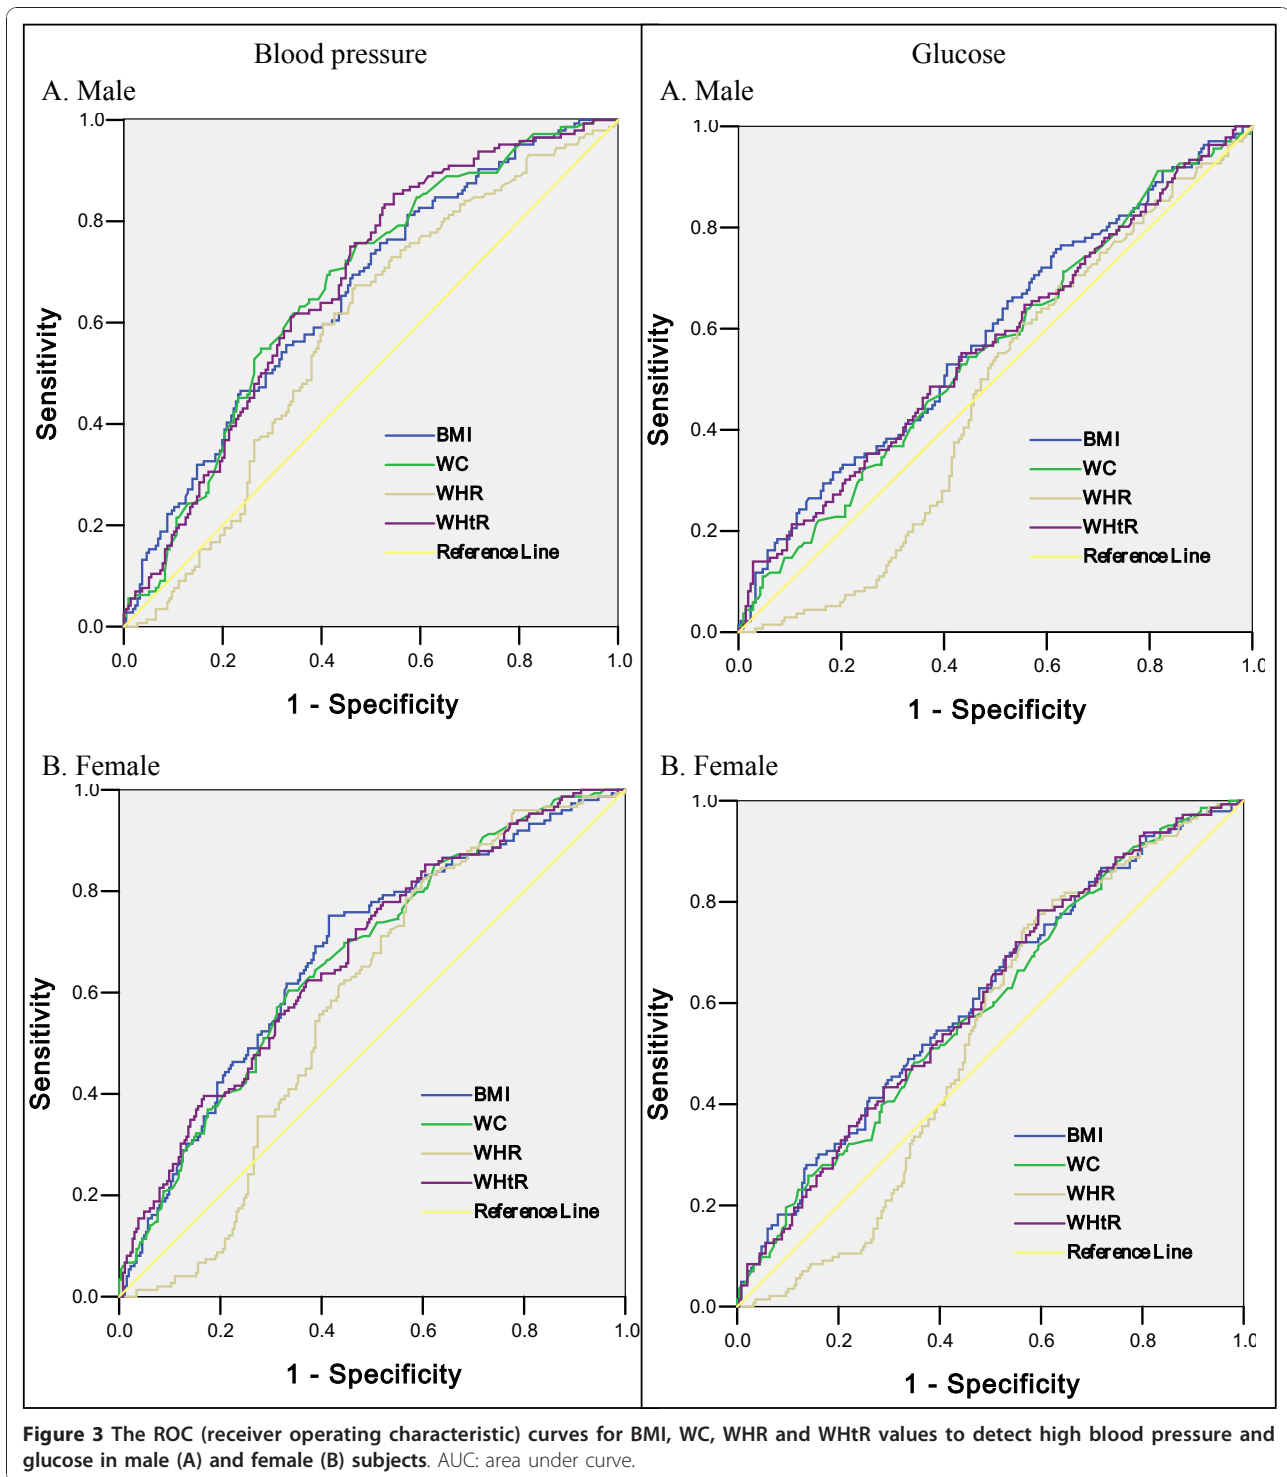 Blood pressure
A. Male
1.0
0.8
0.6
0.4
0.2
0.0
Sensitivity
BMI
WC
WHR
WHtR
Reference Line
0.0 0.2 0.4 0.6 0.8 1.0
1 - Specificity
Glucose
A. Male
1.0
0.8
0.6
0.4
0.2
0.0
Sensitivity
BMI
WC
WHR
WHtR
Reference Line
0.0 0.2 0.4 0.6 0.8 1.0
1 - Specificity
B. Female
1.0
0.8
0.6
0.4
0.2
0.0
Sensitivity
BMI
WC
WHR
WHtR
Reference Line
0.0 0.2 0.4 0.6 0.8 1.0
1 - Specificity
B. Female
1.0
0.8
0.6
0.4
0.2
0.0
Sensitivity
BMI
WC
WHR
WHtR
Reference Line
0.0 0.2 0.4 0.6 0.8 1.0
1 - Specificity
Figure 3 The ROC (receiver operating characteristic) curves for BMI, WC, WHR and WHtR values to detect high blood pressure and
glucose in male (A) and female (B) subjects. AUC: area under curve.